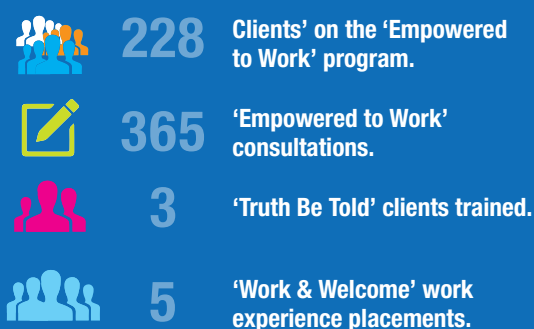 228 Clients’ on the ‘Empowered
to Work’ program.
365 ‘Empowered to Work’
consultations.
3 ‘Truth Be Told’ clients trained.
5 ‘Work & Welcome’ work
experience placements.